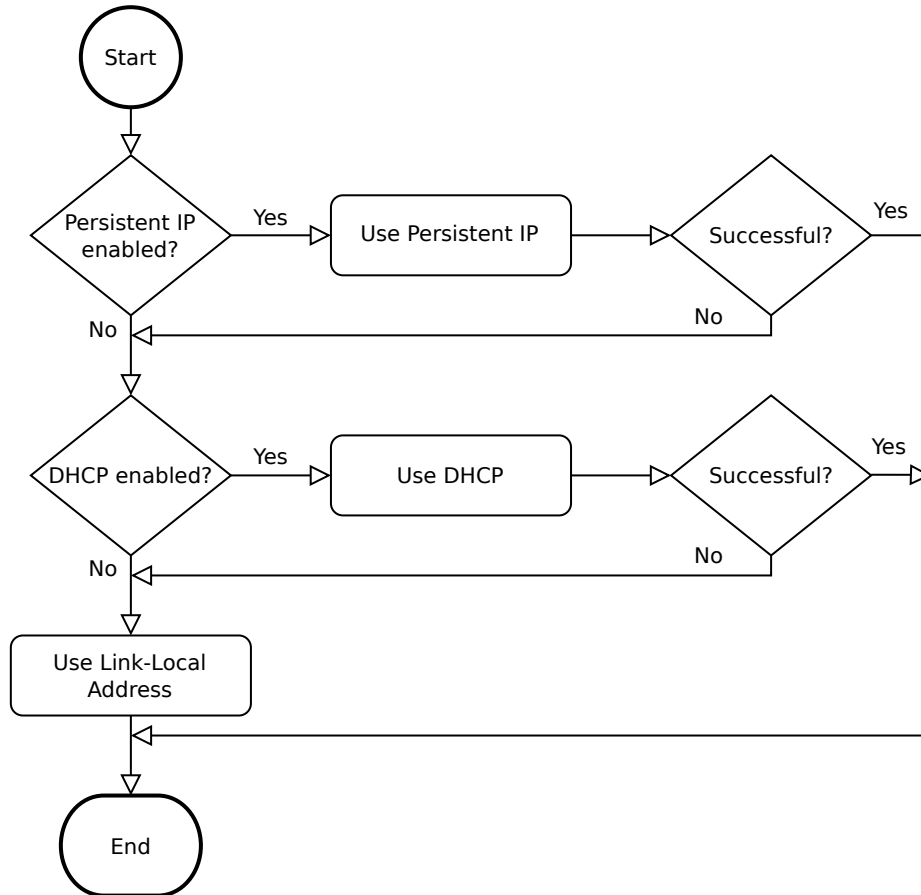 Start
Persistent IP
enabled?
Yes
Use Persistent IP
Successful?
Yes
No
No
DHCP enabled?
Yes
Use DHCP
Successful?
Yes
No
No
Use Link-Local
Address
End